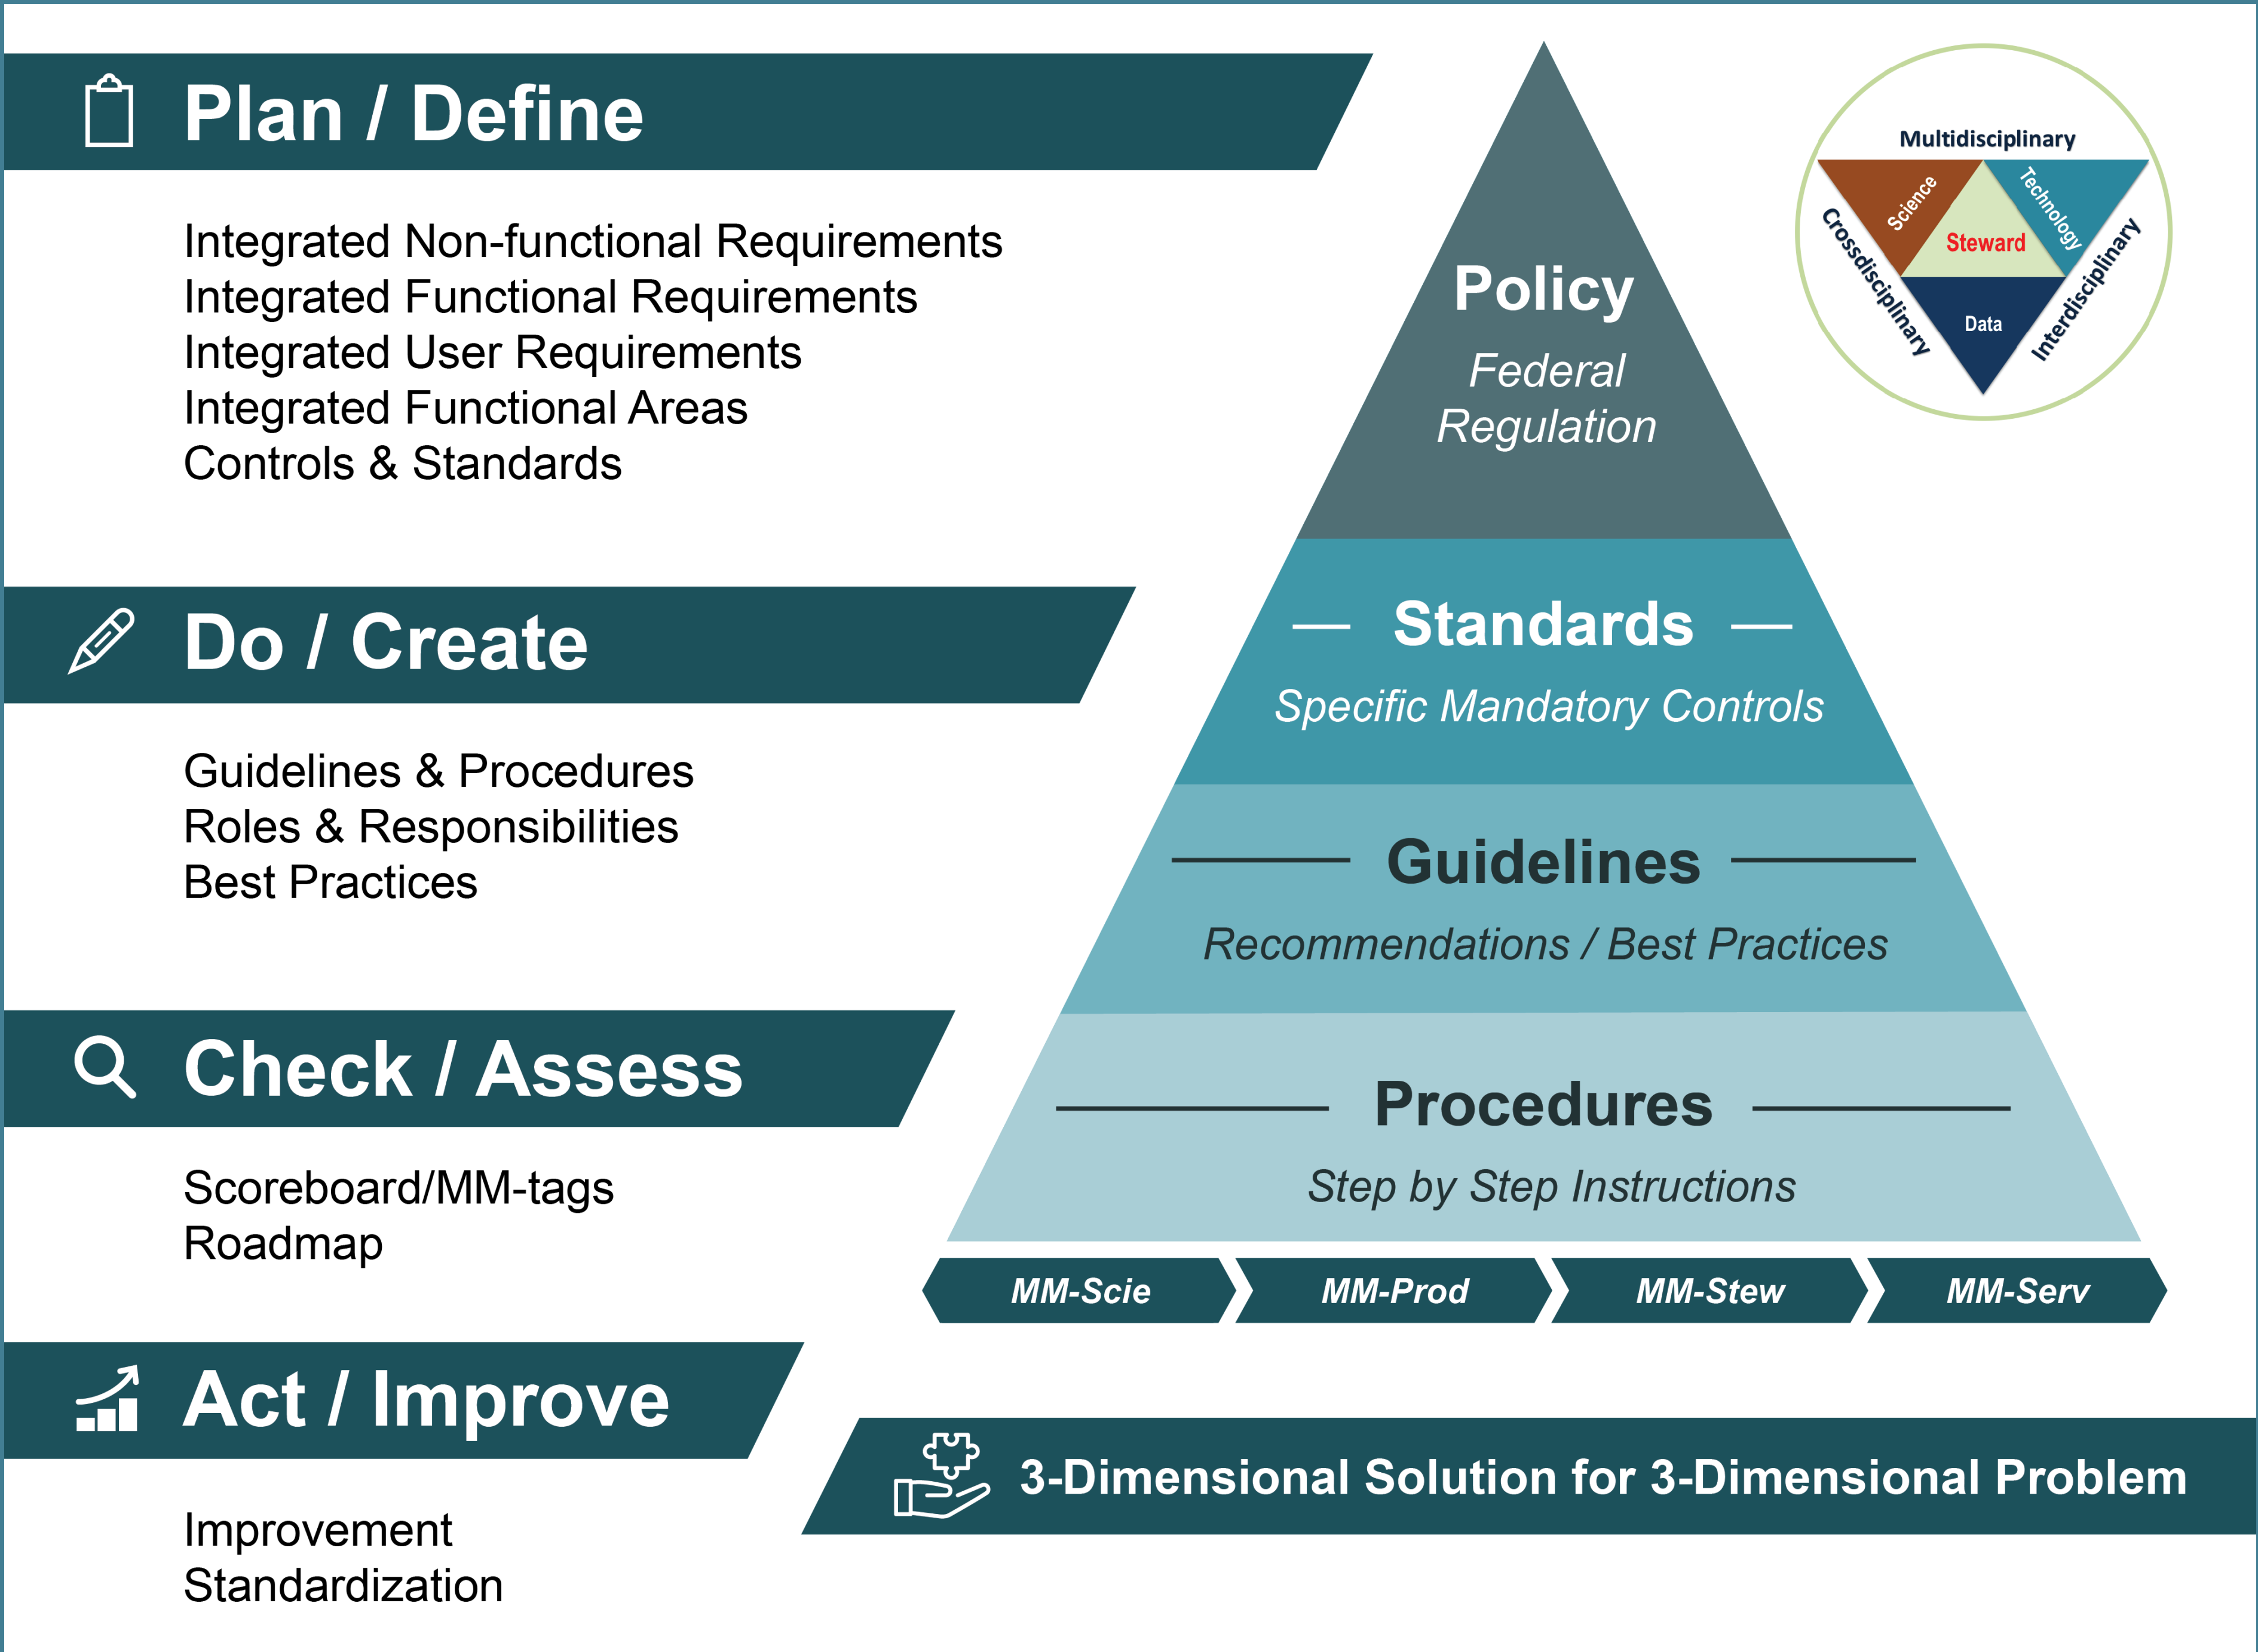 Plan / Define
Integrated Non-functional Requirements
Integrated Functional Requirements
Integrated User Requirements
Integrated Functional Areas
Controls & Standards
Do / Create
Guidelines & Procedures
Roles & Responsibilities
Best Practices
Check / Assess
Scoreboard/MM-tags
Roadmap
Act / Improve
Improvement
Standardization
Policy
Federal
Regulation
Standards
Specific Mandatory Controls
Guidelines
Recommendations / Best Practices
Procedures
Step by Step Instructions
MM-Scie
MM-Prod
MM-Stew
MM-Serv
3-Dimensional Solution for 3-Dimensional Problem
Multidisciplinary
Science
Technology
Steward
Data
Crossdisciplinary
Interdisciplinary